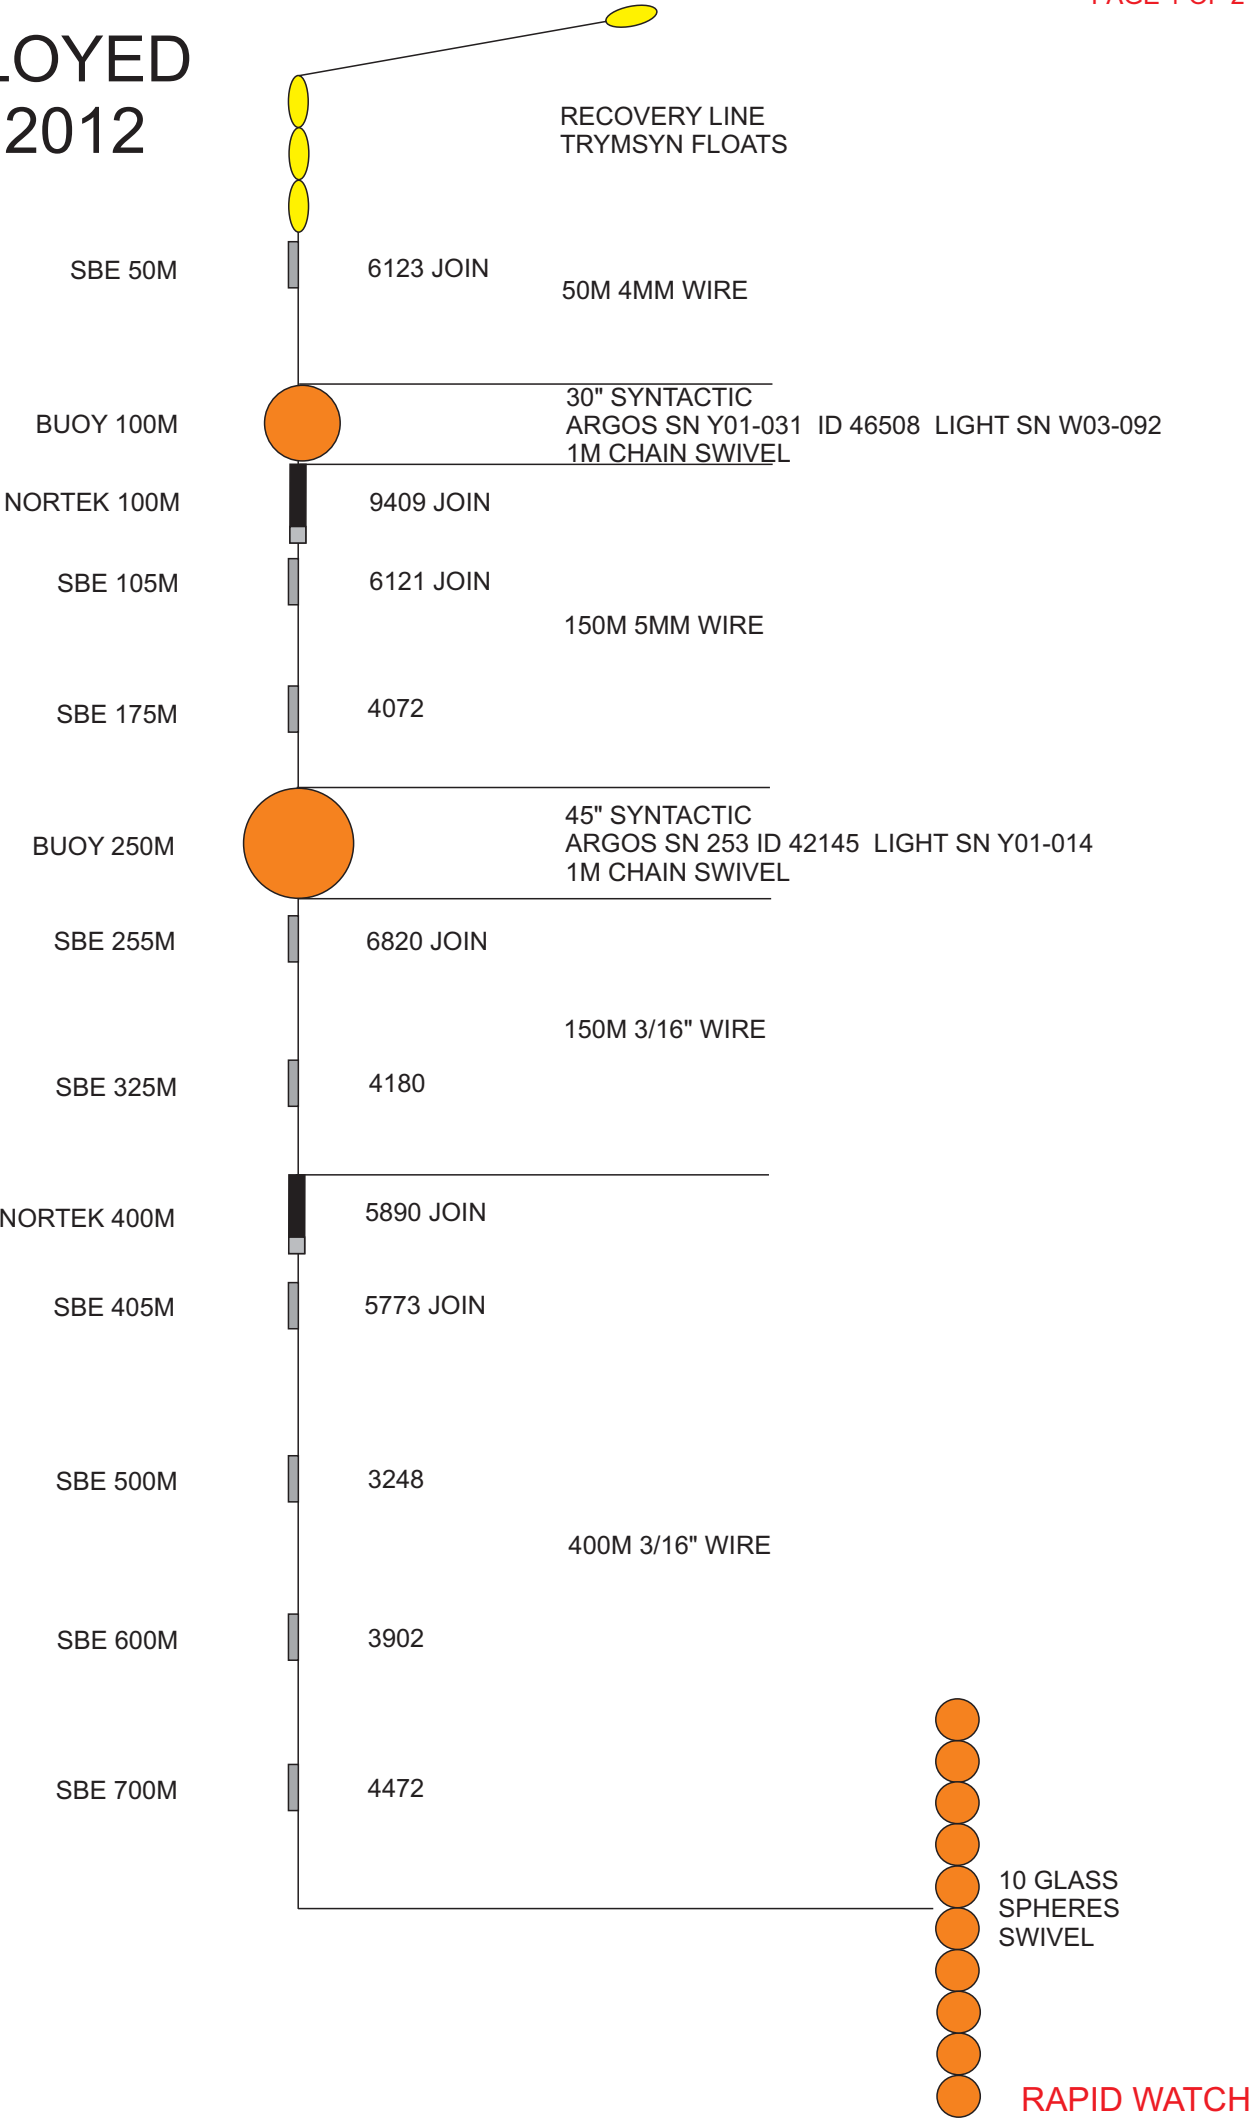 PAGE 1 OF 2
LOYED
2012
RECOVERY LINE
TRYMSYN FLOATS
SBE 50M
6123 JOIN
50M 4MM WIRE
BUOY 100M
30" SYNTACTIC
ARGOS SN Y01-031 ID 46508 LIGHT SN W03-092
1M CHAIN SWIVEL
NORTEK 100M
9409 JOIN
SBE 105M
6121 JOIN
150M 5MM WIRE
SBE 175M
4072
BUOY 250M
45" SYNTACTIC
ARGOS SN 253 ID 42145 LIGHT SN Y01-014
1M CHAIN SWIVEL
SBE 255M
6820 JOIN
150M 3/16" WIRE
SBE 325M
4180
NORTEK 400M
5890 JOIN
SBE 405M
5773 JOIN
SBE 500M
3248
400M 3/16" WIRE
SBE 600M
3902
SBE 700M
4472
10 GLASS
SPHERES
SWIVEL
RAPID WATCH